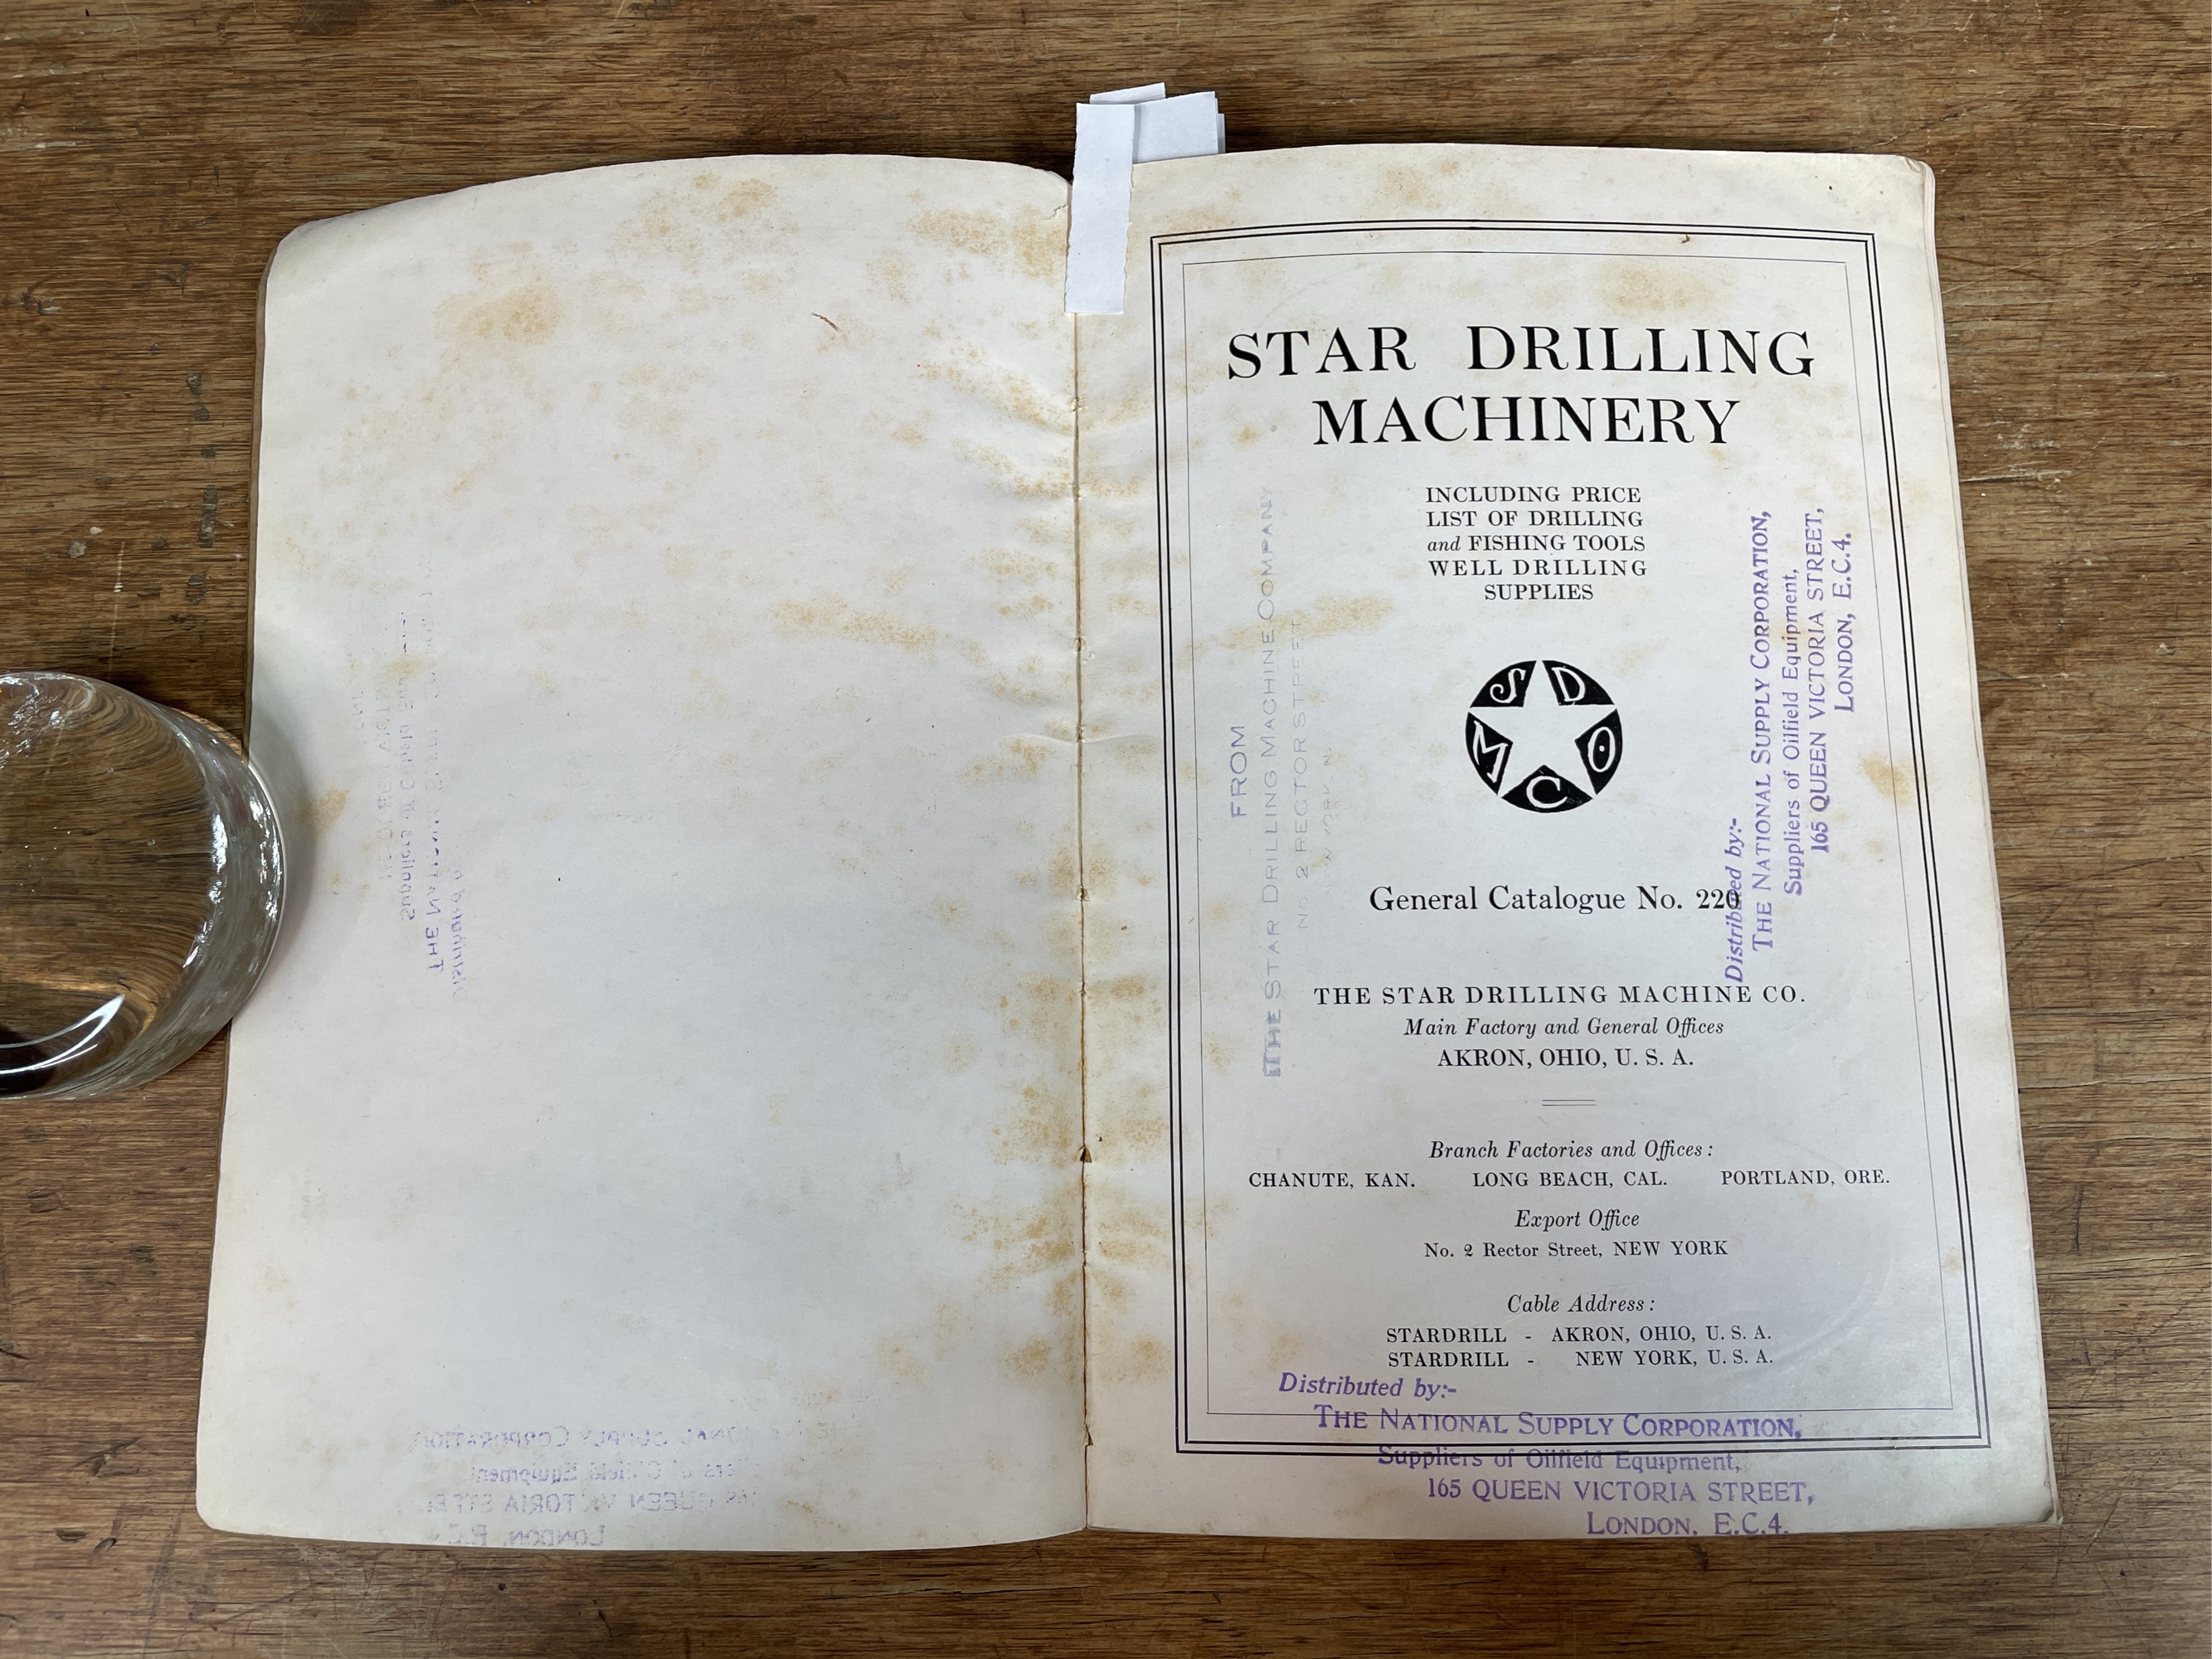 STAR DRILLING
MACHINERY
INCLUDING PRICE
LIST OF DRILLING
and FISHING TOOLS
WELL DRILLING
SUPPLIES
S D
M O
C
General Catalogue No. 220
THE STAR DRILLING MACHINE CO.
Main Factory and General Offices
AKRON, OHIO, U. S. A.
Branch Factories and Offices:
CHANUTE, KAN. LONG BEACH, CAL. PORTLAND, ORE.
Export Office
No. 2 Rector Street, NEW YORK
Cable Address:
STARDRILL - AKRON, OHIO, U. S. A.
STARDRILL - NEW YORK, U. S. A.
Distributed by:-
THE NATIONAL SUPPLY CORPORATION,
Suppliers of Oilfield Equipment,
165 QUEEN VICTORIA STREET,
LONDON, E.C.4.
FROM
THE STAR DRILLING MACHINE COMPANY
No 2 RECTOR STREET
Distributed by:-
THE NATIONAL SUPPLY CORPORATION,
Suppliers of Oilfield Equipment,
165 QUEEN VICTORIA STREET,
LONDON, E.C.4.